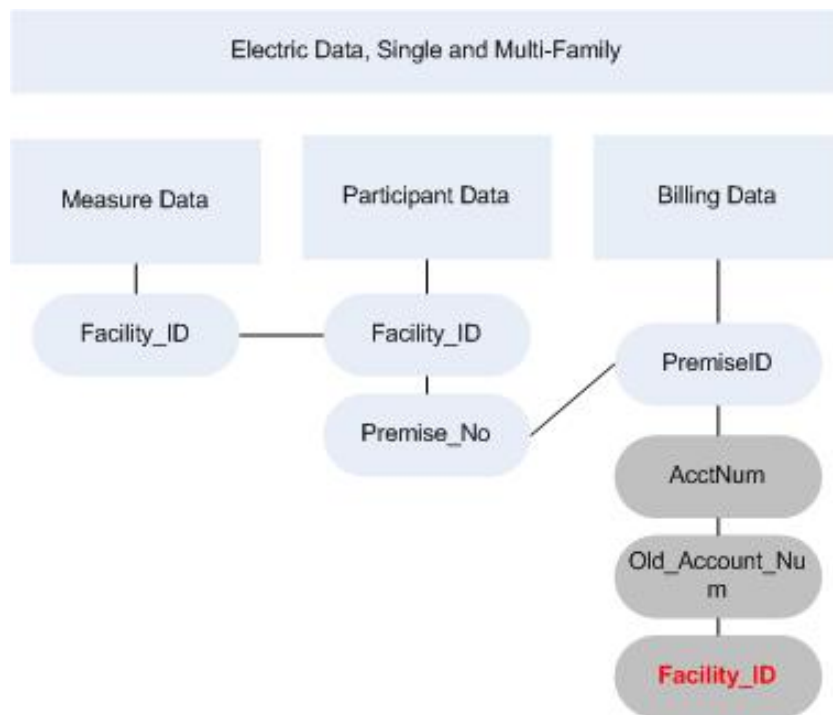 Electric Data, Single and Multi-Family
Measure Data
Participant Data
Billing Data
Facility_ID
Facility_ID
PremiseID
Premise_No
AcctNum
Old_Account_Nu
m
Facility_ID